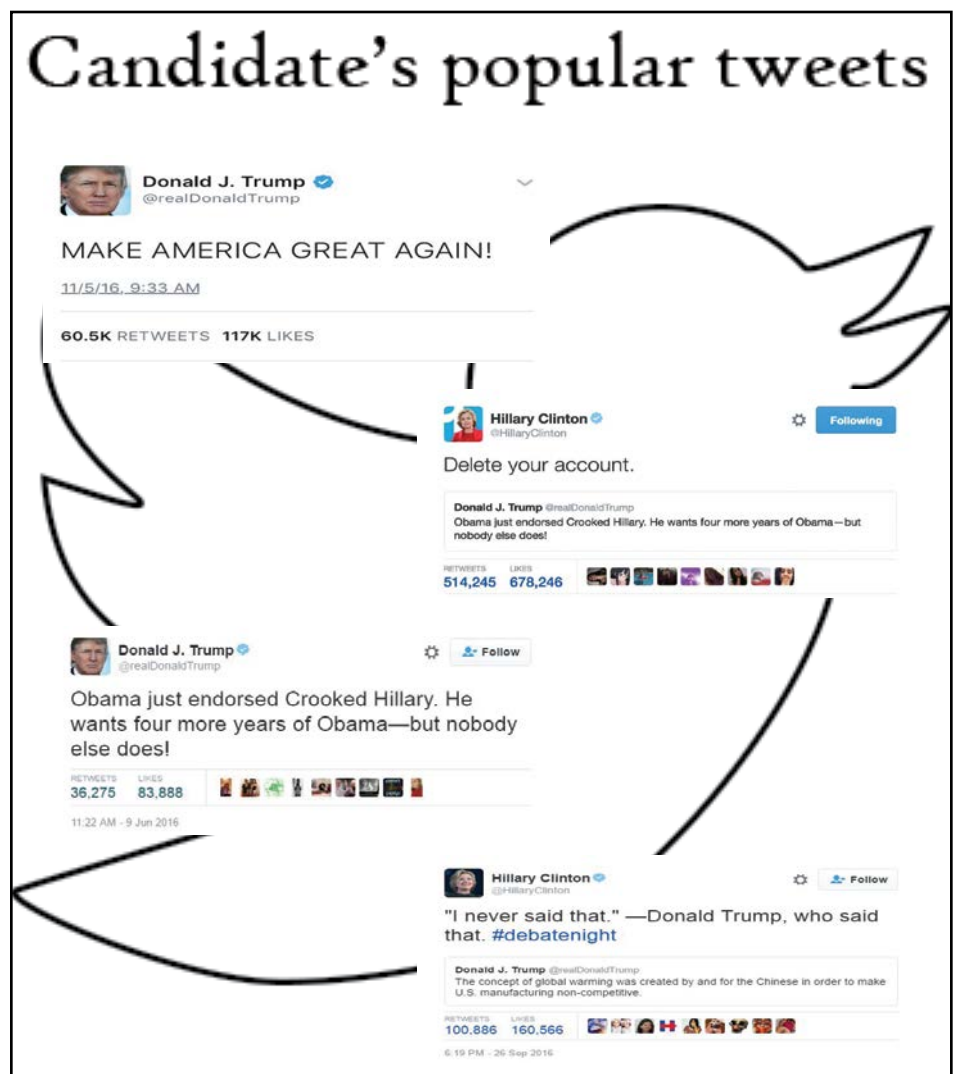 Candidate's popular tweets
Donald J. Trump
@realDonaldTrump
MAKE AMERICA GREAT AGAIN!
11/5/16, 9:33 AM
60.5K RETWEETS 117K LIKES
Hillary Clinton
@HillaryClinton
Following
Delete your account.
Donald J. Trump @realDonaldTrump
Obama just endorsed Crooked Hillary. He wants four more years of Obama—but
nobody else does!
RETWEETS LIKES
514,245 678,246
Donald J. Trump
@realDonaldTrump
Follow
Obama just endorsed Crooked Hillary. He
wants four more years of Obama—but nobody
else does!
RETWEETS LIKES
36,275 83,888
11:22 AM - 9 Jun 2016
Hillary Clinton
@HillaryClinton
Follow
"I never said that." —Donald Trump, who said
that. #debatenight
Donald J. Trump @realDonaldTrump
The concept of global warming was created by and for the Chinese in order to make
U.S. manufacturing non-competitive.
RETWEETS LIKES
100,886 160,566
6:19 PM - 26 Sep 2016